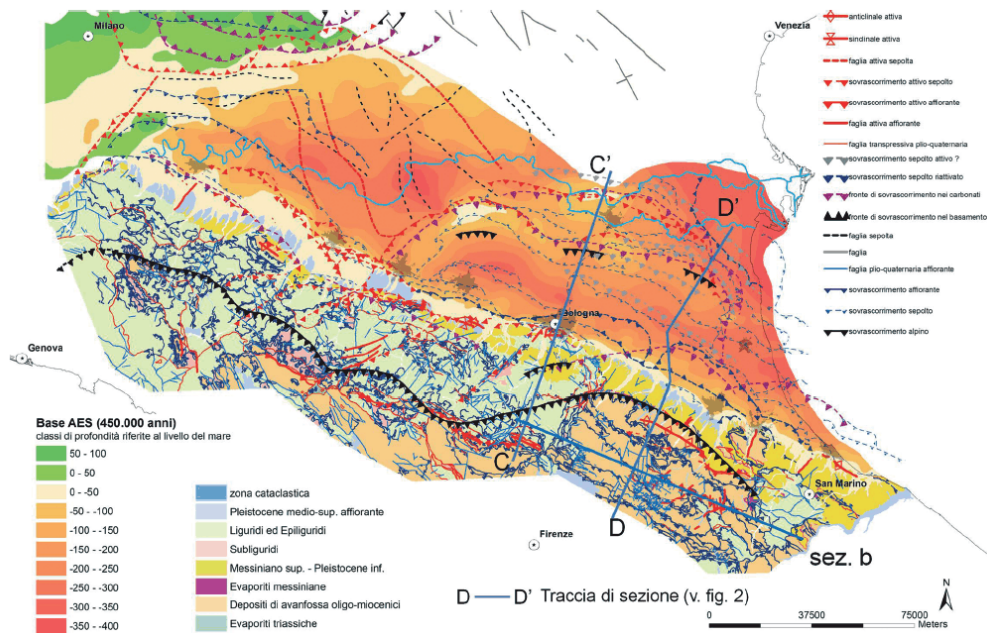 Milano
Venezia
anticlinale attiva
sindinale attiva
faglia attiva sepolta
sovrascorrimento attivo sepolto
sovrascorrimento attivo affiorante
faglia attiva affiorante
faglia transpressiva plio-quaternaria
sovrascorrimento sepolto attivo ?
sovrascorrimento sepolto riattivato
fronte di sovrascorrimento nei carbonati
fronte di sovrascorrimento nel basamento
faglia sepolta
faglia
faglia plio-quaternaria affiorante
sovrascorrimento affiorante
sovrascorrimento sepolto
sovrascorrimento alpino
C'
D'
Bologna
Genova
C
D
San Marino
Firenze
sez. b
Base AES (450.000 anni)
classi di profondità riferite al livello del mare
50 - 100
0 - 50
0 - -50
-50 - -100
-100 - -150
-150 - -200
-200 - -250
-250 - -300
-300 - -350
-350 - -400
zona cataclastica
Pleistocene medio-sup. affiorante
Liguridi ed Epiliguridi
Subliguridi
Messiniano sup. - Pleistocene inf.
Evaporiti messiniane
Depositi di avanfossa oligo-miocenici
Evaporiti triassiche
D D' Traccia di sezione (v. fig. 2)
N
0 37500 75000
Meters